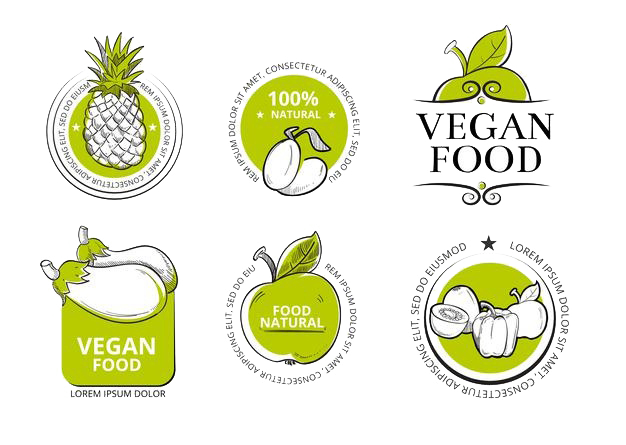 REM IPSUM DOLOR SIT AMET, CONSECTETUR ADIPISCING ELIT, SED DO EIUSM
REM IPSUM DOLOR SIT AMET, CONSECTETUR ADIPISCING ELIT, SED DO EIU
100%
NATURAL
VEGAN
FOOD
VEGAN
FOOD
LOREM IPSUM DOLOR
REM IPSUM DOLOR SIT AMET, CONSECTETUR ADIPISCING ELIT, SED DO EIU
FOOD
NATURAL
LOREM IPSUM DOLOR SIT AMET, CONSECTETUR ADIPISCING ELIT, SED DO EIUSMOD